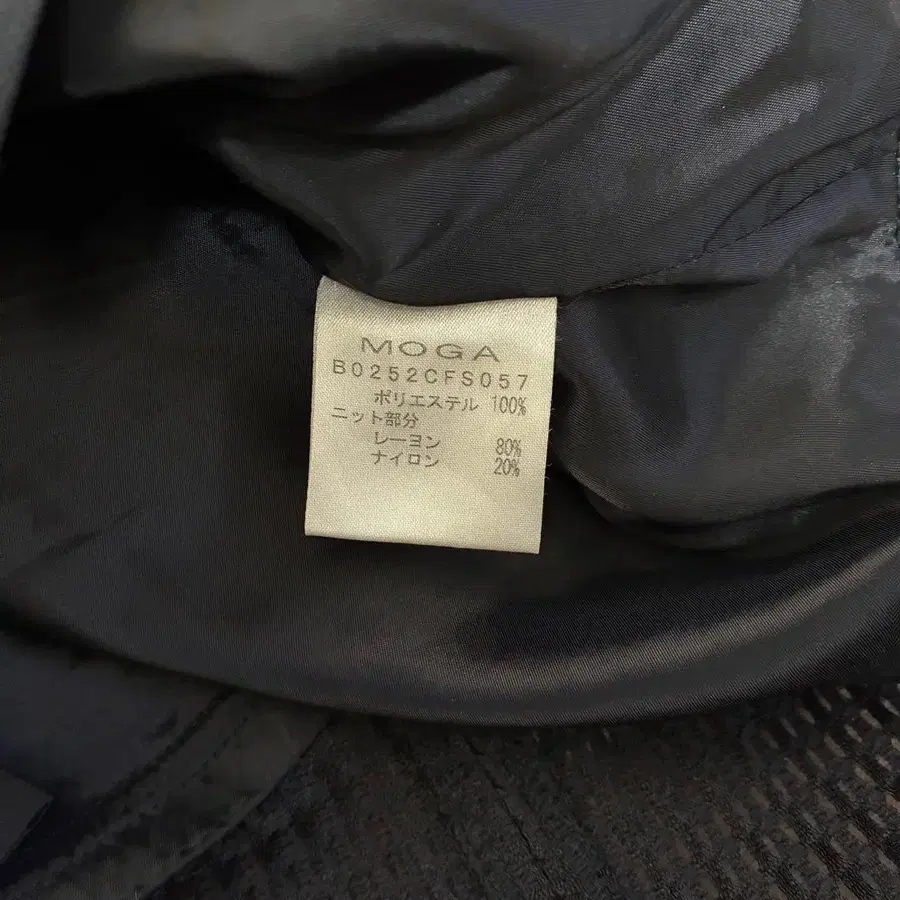 MOGA
B0252CFS057
ポリエステル 100%
ニット部分
レーヨン 80%
ナイロン 20%